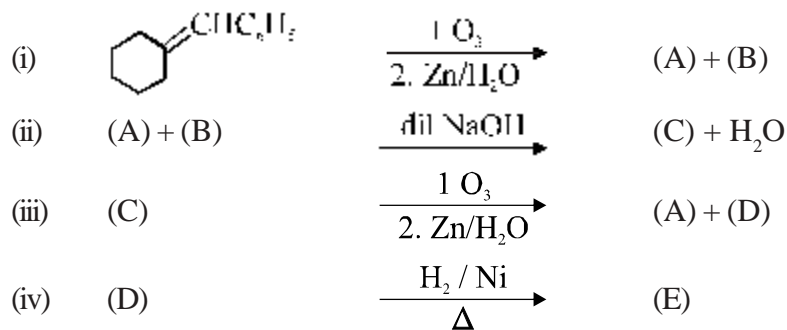 CHC₆H₅
(i) 1 O₃ (A) + (B)
2. Zn/H₂O
(ii) (A) + (B) dil NaOH (C) + H₂O
(iii) (C) 1 O₃ (A) + (D)
2. Zn/H₂O
(iv) (D) H₂ / Ni (E)
Δ